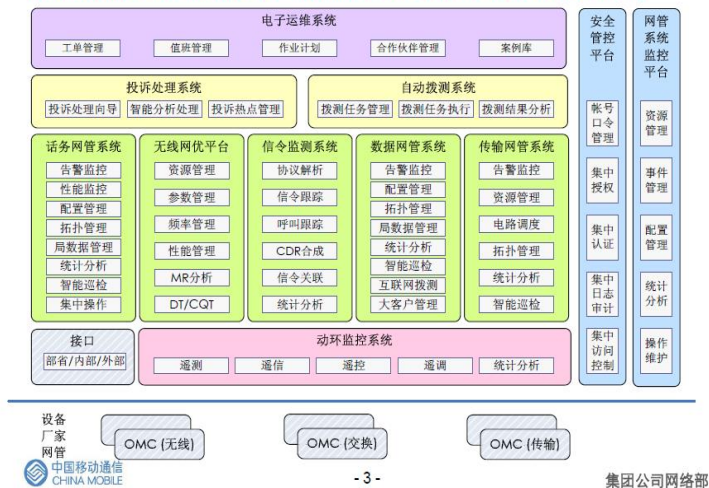 电子运维系统
工单管理 值班管理 作业计划 合作伙伴管理 案例库
投诉处理系统
投诉处理向导 智能分析处理 投诉热点管理
自动拨测系统
拨测任务管理 拨测任务执行 拨测结果分析
话务网管系统
告警监控
性能监控
配置管理
拓扑管理
局数据管理
统计分析
智能巡检
集中操作
无线网优平台
资源管理
参数管理
频率管理
性能管理
MR分析
DT/CQT
信令监测系统
协议解析
信令跟踪
呼叫跟踪
CDR合成
信令关联
统计分析
数据网管系统
告警监控
配置管理
拓扑管理
局数据管理
统计分析
智能巡检
互联网拨测
大客户管理
传输网管系统
告警监控
资源管理
电路调度
拓扑管理
统计分析
智能巡检
接口
部省/内部/外部
动环监控系统
遥测 遥信 遥控 遥调 统计分析
安全
管控
平台
帐号
口令
管理
集中
授权
集中
认证
集中
日志
审计
集中
访问
控制
网管
系统
监控
平台
资源
管理
事件
管理
配置
管理
统计
分析
操作
维护
设备
厂家
网管
OMC (无线)
OMC (交换)
OMC (传输)
中国移动通信
CHINA MOBILE
- 3 -
集团公司网络部